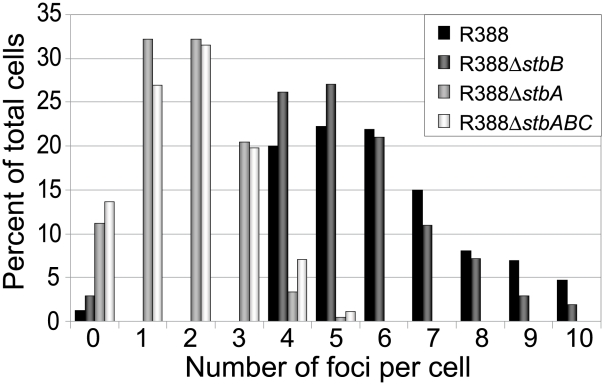 35
30
25
20
15
10
5
0
Percent of total cells
R388
R388ΔstbB
R388ΔstbA
R388ΔstbABC
0 1 2 3 4 5 6 7 8 9 10
Number of foci per cell